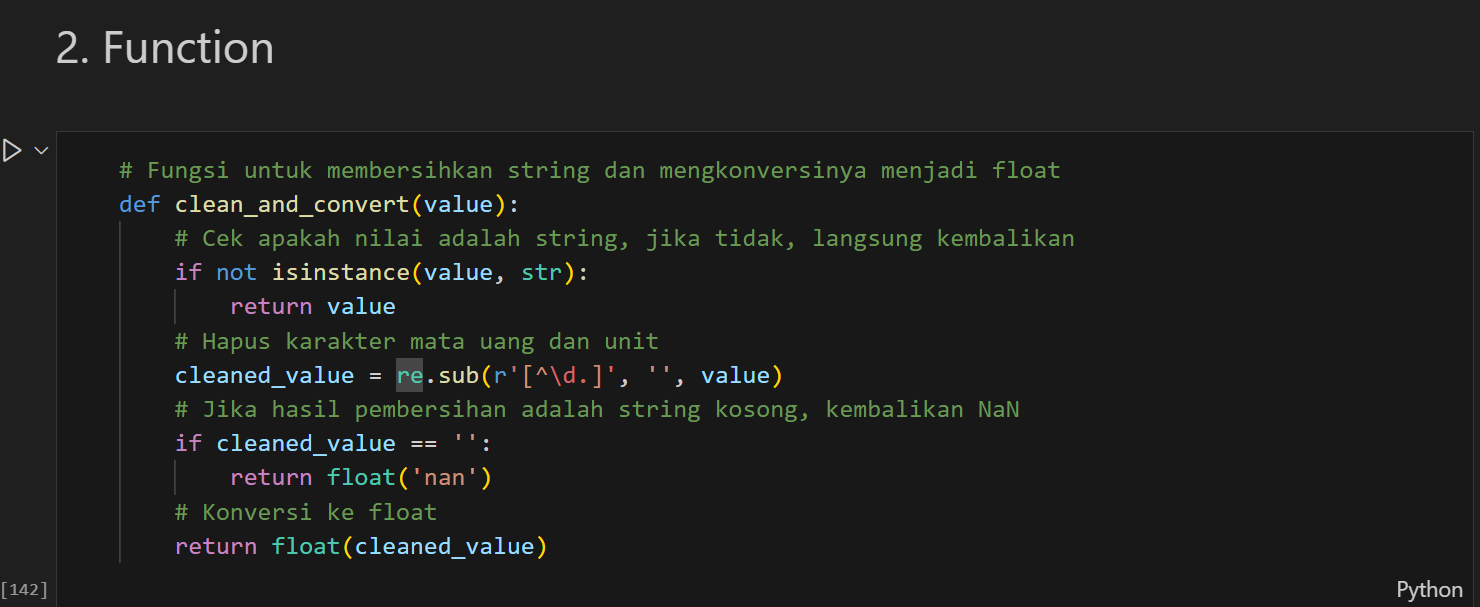 2. Function
# Fungsi untuk membersihkan string dan mengkonversinya menjadi float
def clean_and_convert(value):
    # Cek apakah nilai adalah string, jika tidak, langsung kembalikan
    if not isinstance(value, str):
        return value
    # Hapus karakter mata uang dan unit
    cleaned_value = re.sub(r'[^\d.]', '', value)
    # Jika hasil pembersihan adalah string kosong, kembalikan NaN
    if cleaned_value == '':
        return float('nan')
    # Konversi ke float
    return float(cleaned_value)
[142]
Python